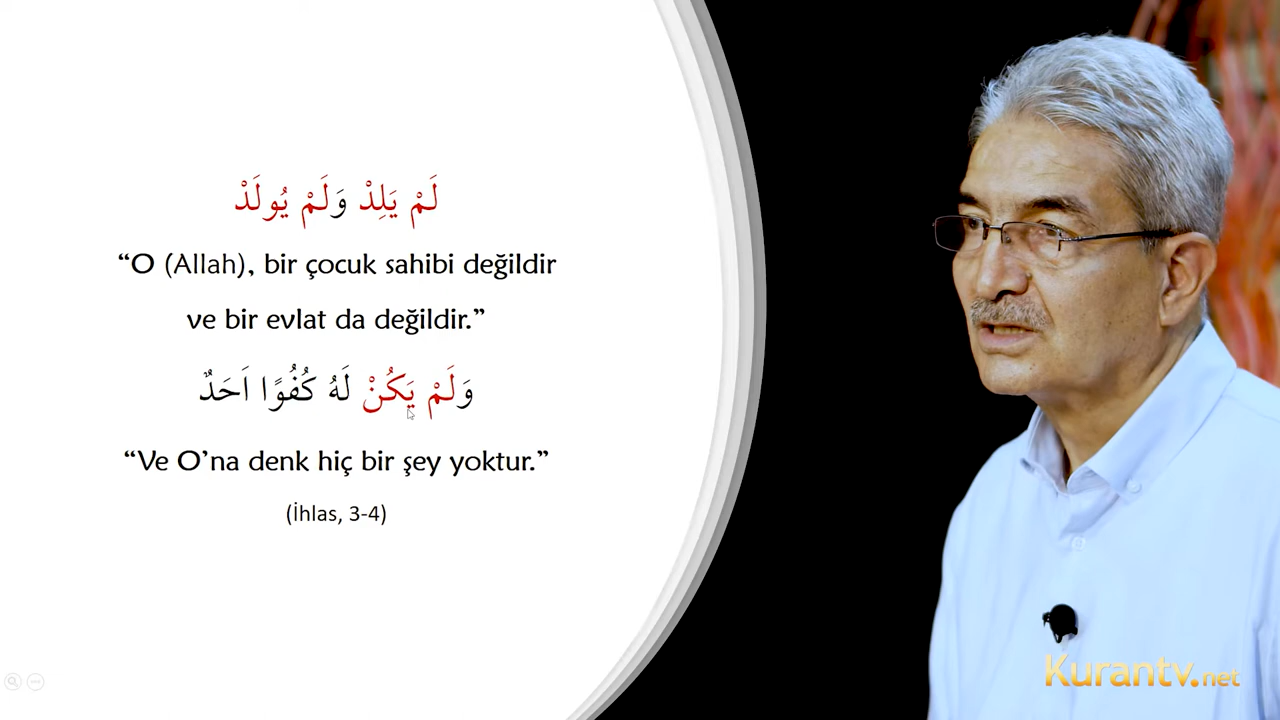 لَمْ يَلِدْ وَلَمْ يُولَدْ
“O (Allah), bir çocuk sahibi değildir
ve bir evlat da değildir.”
وَلَمْ يَكُنْ لَهُ كُفُوًا اَحَدٌ
“Ve O’na denk hiç bir şey yoktur.”
(İhlas, 3-4)
Kurantv.net